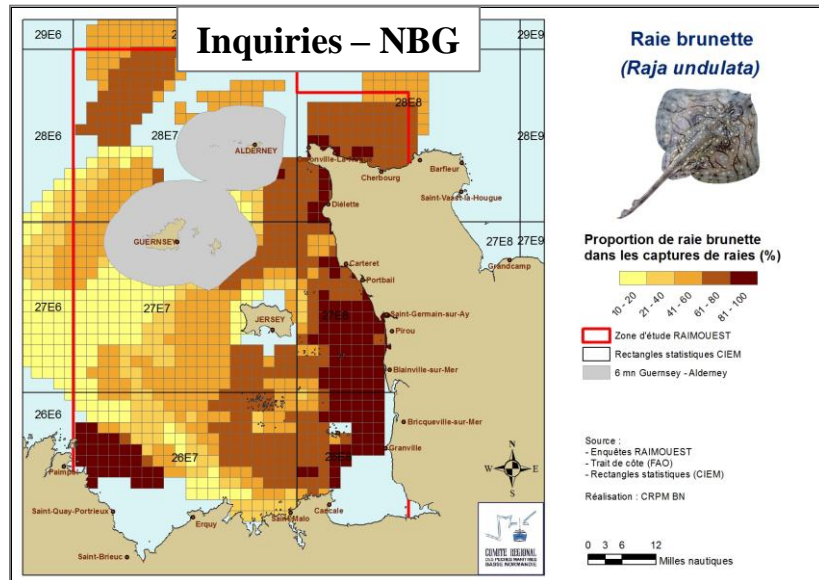 Inquiries – NBG
29E6
29E9
28E6
28E7
28E8
28E9
ALDERNEY
Cherbourg
Barfleur
Saint-Vaast-la-Hougue
Diélette
GUERNSEY
27E8
27E9
Grandcamp
Carteret
Portbail
27E6
27E7
JERSEY
Saint-Germain-sur-Ay
Pirou
Blainville-sur-Mer
26E6
Bricqueville-sur-Mer
26E7
26E8
Granville
Paimpol
Saint-Quay-Portrieux
Erquy
Saint-Malo
Cancale
Saint-Brieuc
N
W
E
S
COMITE REGIONAL
DES PECHES MARITIMES
BASSE NORMANDIE
Raie brunette
(Raja undulata)
Proportion de raie brunette
dans les captures de raies (%)
10 - 20
21 - 40
41 - 60
61 - 80
81 - 100
Zone d'étude RAIMOUEST
Rectangles statistiques CIEM
6 mn Guernsey - Alderney
Source :
- Enquêtes RAIMOUEST
- Trait de côte (FAO)
- Rectangles statistiques (CIEM)
Réalisation : CRPM BN
0 3 6 12
Milles nautiques